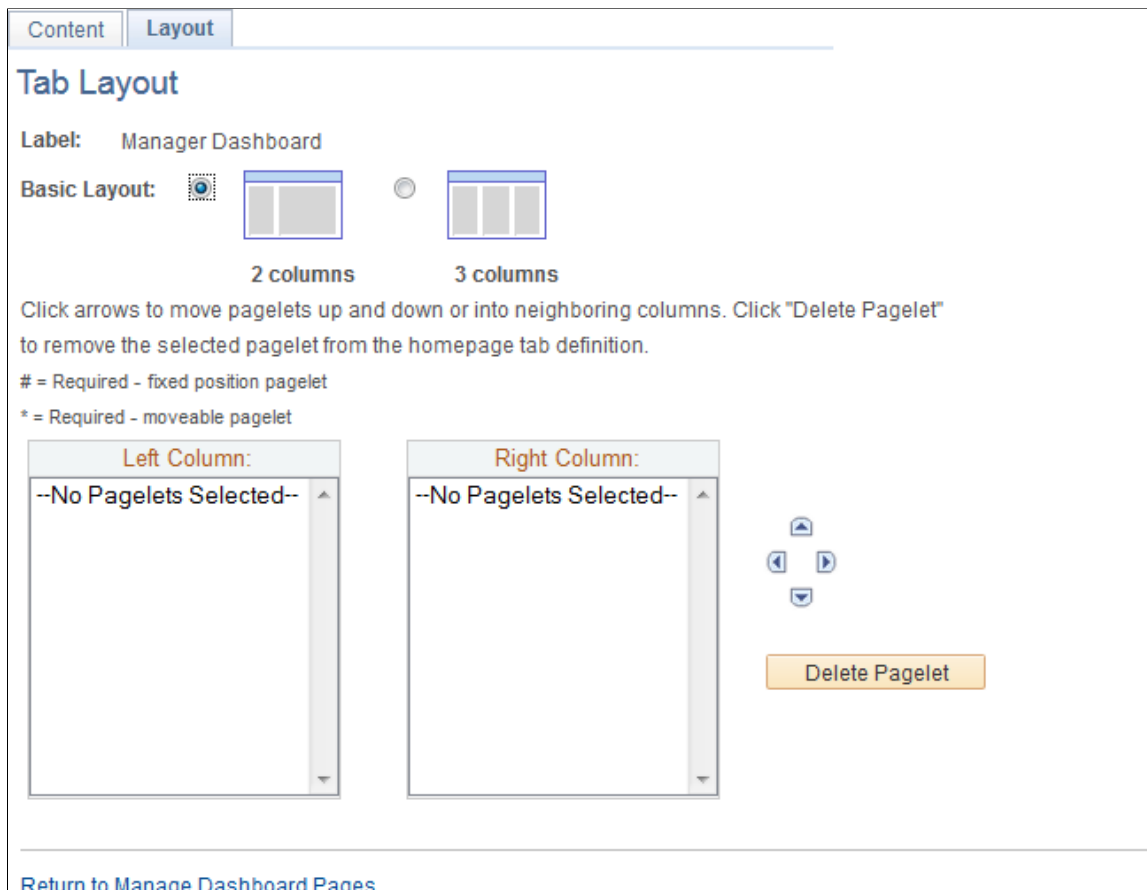 Content Layout
Tab Layout
Label: Manager Dashboard
Basic Layout:
2 columns 3 columns
Click arrows to move pagelets up and down or into neighboring columns. Click "Delete Pagelet"
to remove the selected pagelet from the homepage tab definition.
# = Required - fixed position pagelet
* = Required - moveable pagelet
Left Column: Right Column:
--No Pagelets Selected-- --No Pagelets Selected--
Delete Pagelet
Return to Manage Dashboard Pages